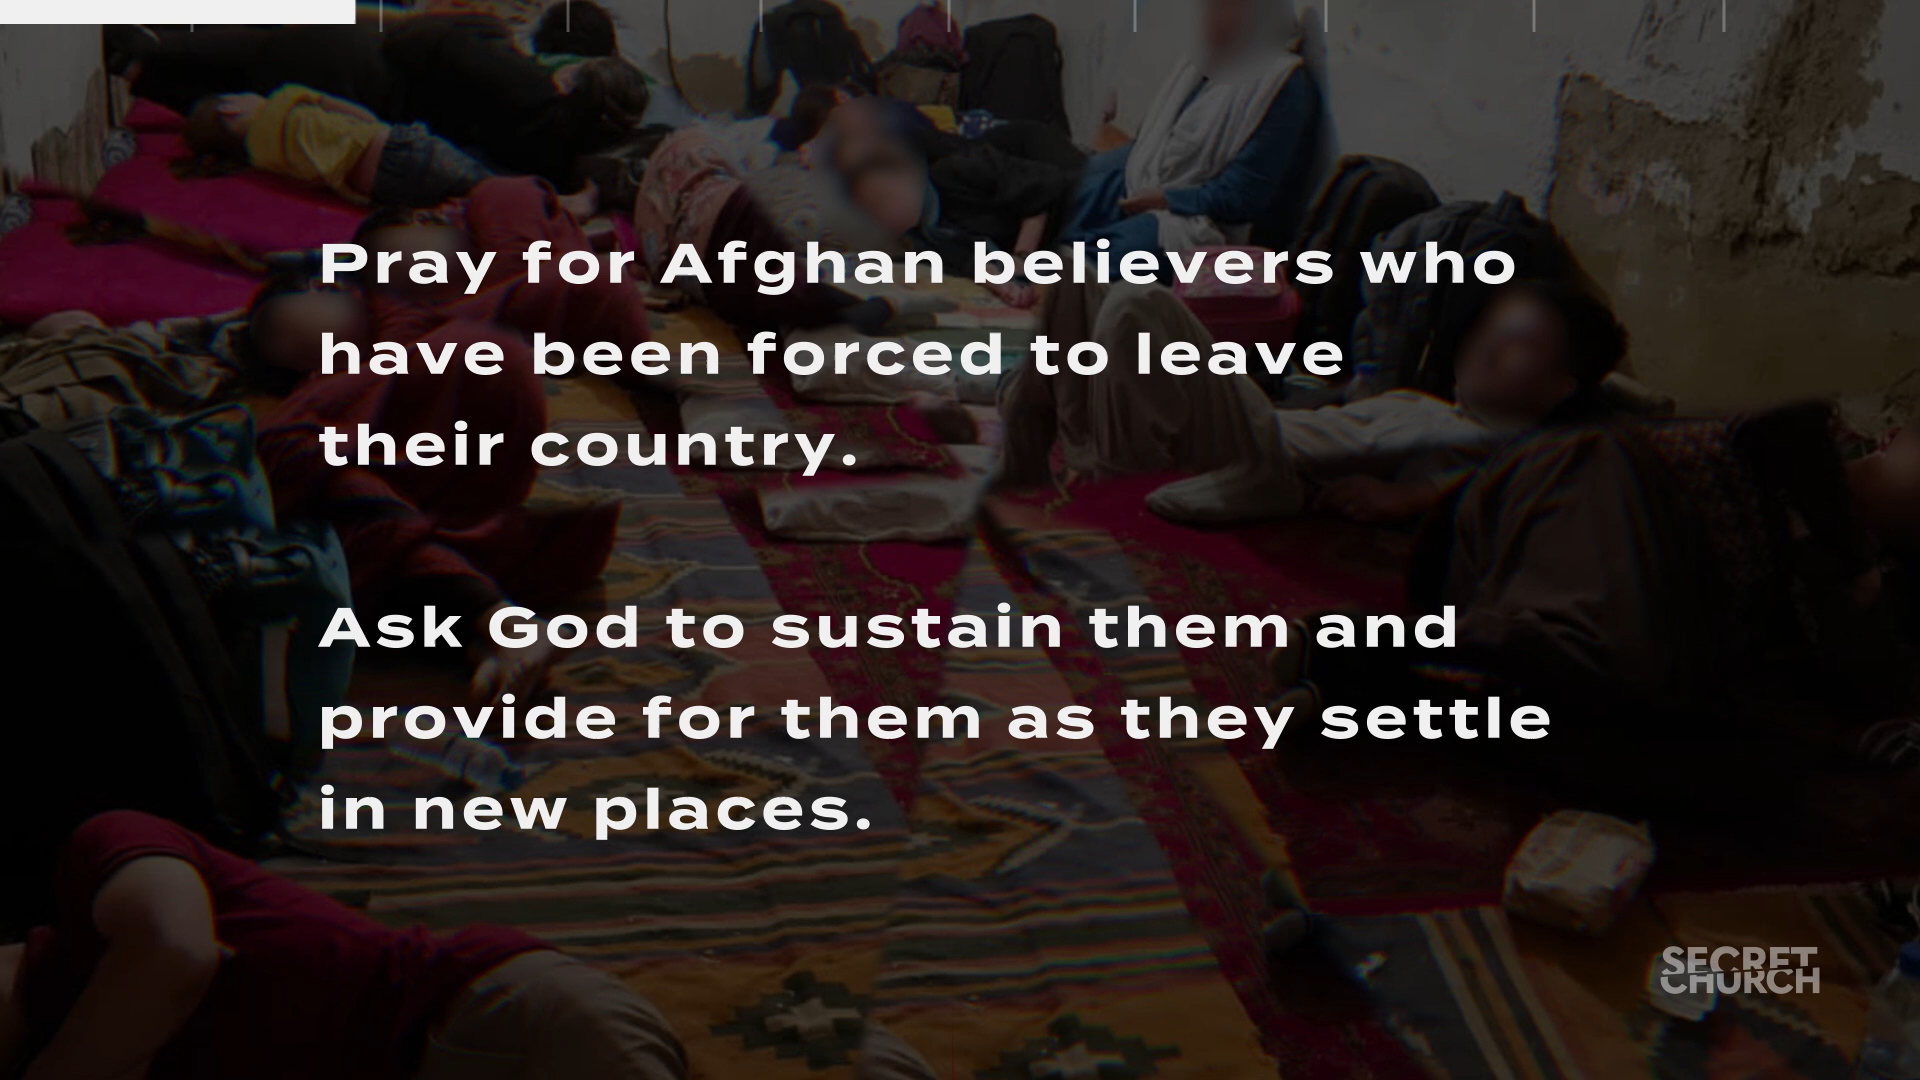 Pray for Afghan believers who
have been forced to leave
their country.
Ask God to sustain them and
provide for them as they settle
in new places.
SECRET
CHURCH